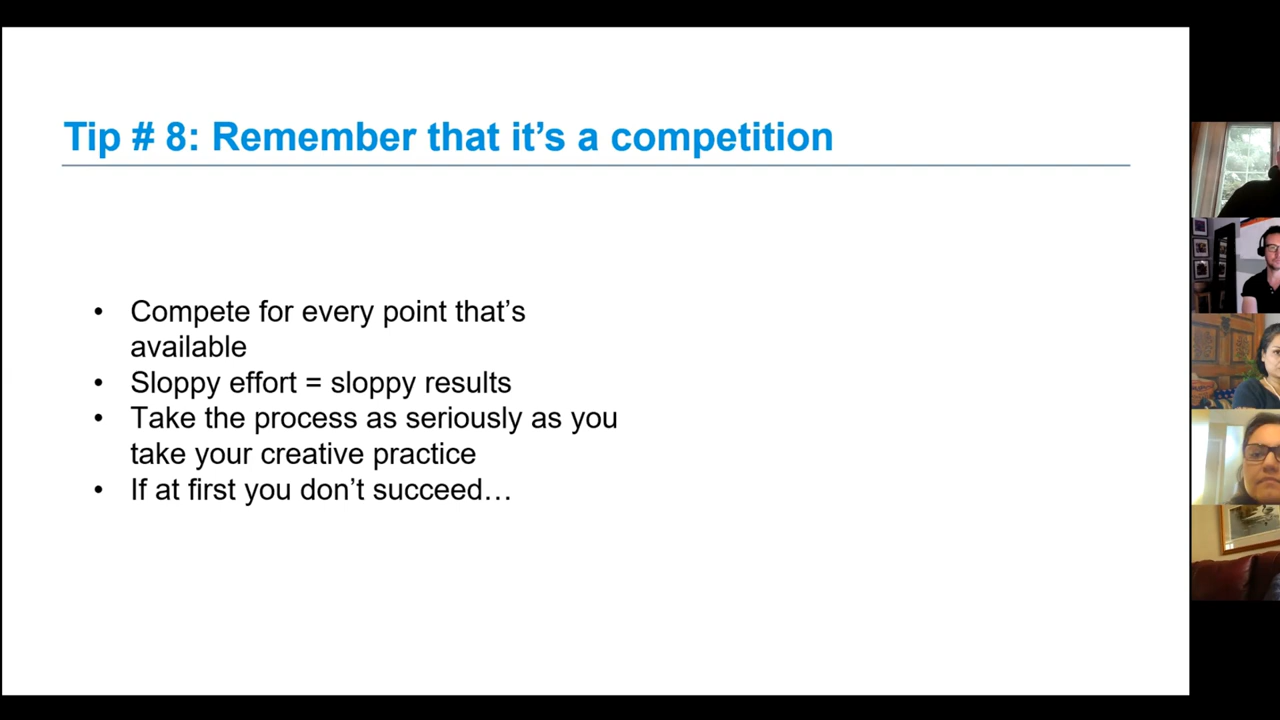 Tip # 8: Remember that it’s a competition
• Compete for every point that’s
available
• Sloppy effort = sloppy results
• Take the process as seriously as you
take your creative practice
• If at first you don’t succeed…